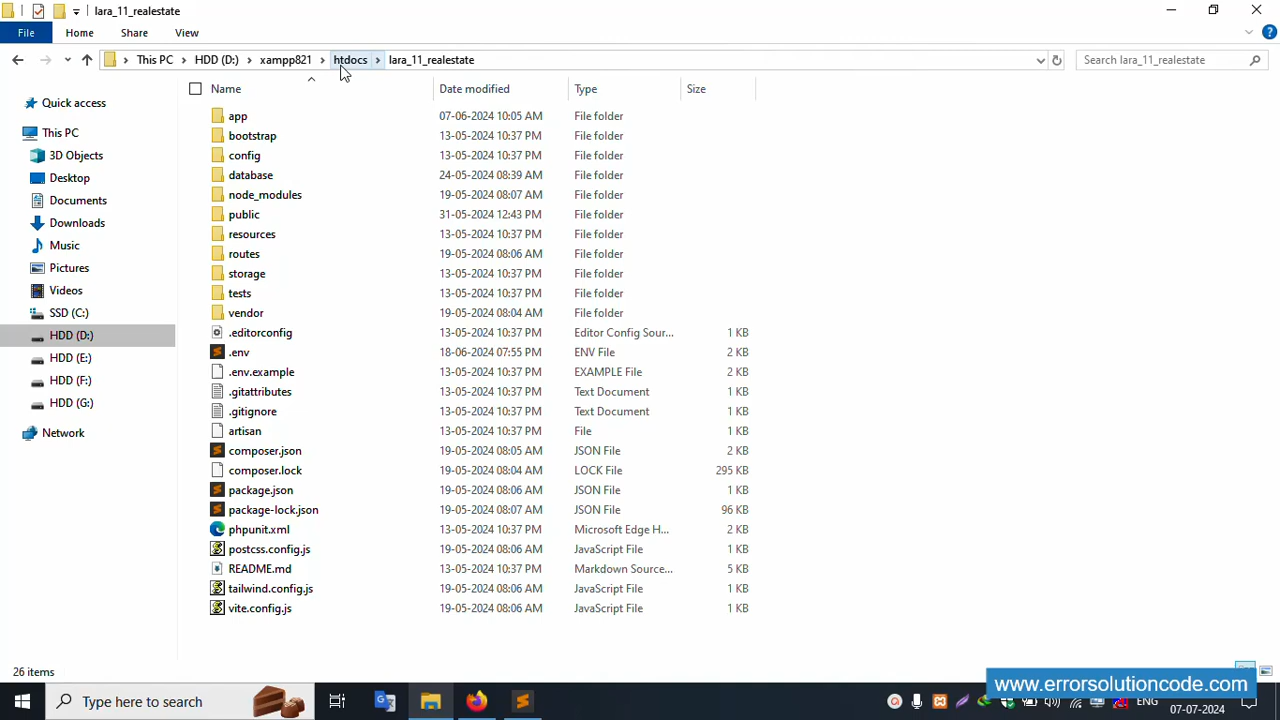 lara_11_realestate
File Home Share View
This PC HDD (D:) xampp821 htdocs lara_11_realestate Search lara_11_realestate
Name Date modified Type Size
Quick access
This PC
3D Objects
Desktop
Documents
Downloads
Music
Pictures
Videos
SSD (C:)
HDD (D:)
HDD (E:)
HDD (F:)
HDD (G:)
Network
app 07-06-2024 10:05 AM File folder
bootstrap 13-05-2024 10:37 PM File folder
config 13-05-2024 10:37 PM File folder
database 24-05-2024 08:39 AM File folder
node_modules 19-05-2024 08:07 AM File folder
public 31-05-2024 12:43 PM File folder
resources 13-05-2024 10:37 PM File folder
routes 19-05-2024 08:06 AM File folder
storage 13-05-2024 10:37 PM File folder
tests 13-05-2024 10:37 PM File folder
vendor 19-05-2024 08:04 AM File folder
.editorconfig 13-05-2024 10:37 PM Editor Config Sour... 1 KB
.env 18-06-2024 07:55 PM ENV File 2 KB
.env.example 13-05-2024 10:37 PM EXAMPLE File 2 KB
.gitattributes 13-05-2024 10:37 PM Text Document 1 KB
.gitignore 13-05-2024 10:37 PM Text Document 1 KB
artisan 13-05-2024 10:37 PM File 1 KB
composer.json 19-05-2024 08:05 AM JSON File 2 KB
composer.lock 19-05-2024 08:04 AM LOCK File 295 KB
package.json 19-05-2024 08:06 AM JSON File 1 KB
package-lock.json 19-05-2024 08:07 AM JSON File 96 KB
phpunit.xml 13-05-2024 10:37 PM Microsoft Edge H... 2 KB
postcss.config.js 19-05-2024 08:06 AM JavaScript File 1 KB
README.md 13-05-2024 10:37 PM Markdown Source... 5 KB
tailwind.config.js 19-05-2024 08:06 AM JavaScript File 1 KB
vite.config.js 19-05-2024 08:06 AM JavaScript File 1 KB
26 items
www.errorsolutioncode.com
Type here to search
ENG
07-07-2024